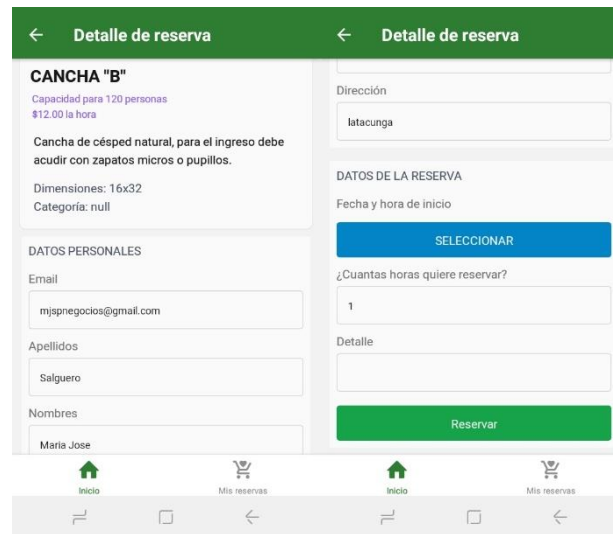 Detalle de reserva
CANCHA "B"
Capacidad para 120 personas
$12.00 la hora
Cancha de césped natural, para el ingreso debe
acudir con zapatos micros o pupillos.
Dimensiones: 16x32
Categoría: null
DATOS PERSONALES
Email
mjspnegocios@gmail.com
Apellidos
Salguero
Nombres
Maria Jose
Inicio
Mis reservas
Detalle de reserva
Dirección
latacunga
DATOS DE LA RESERVA
Fecha y hora de inicio
SELECCIONAR
¿Cuantas horas quiere reservar?
1
Detalle
Reservar
Inicio
Mis reservas